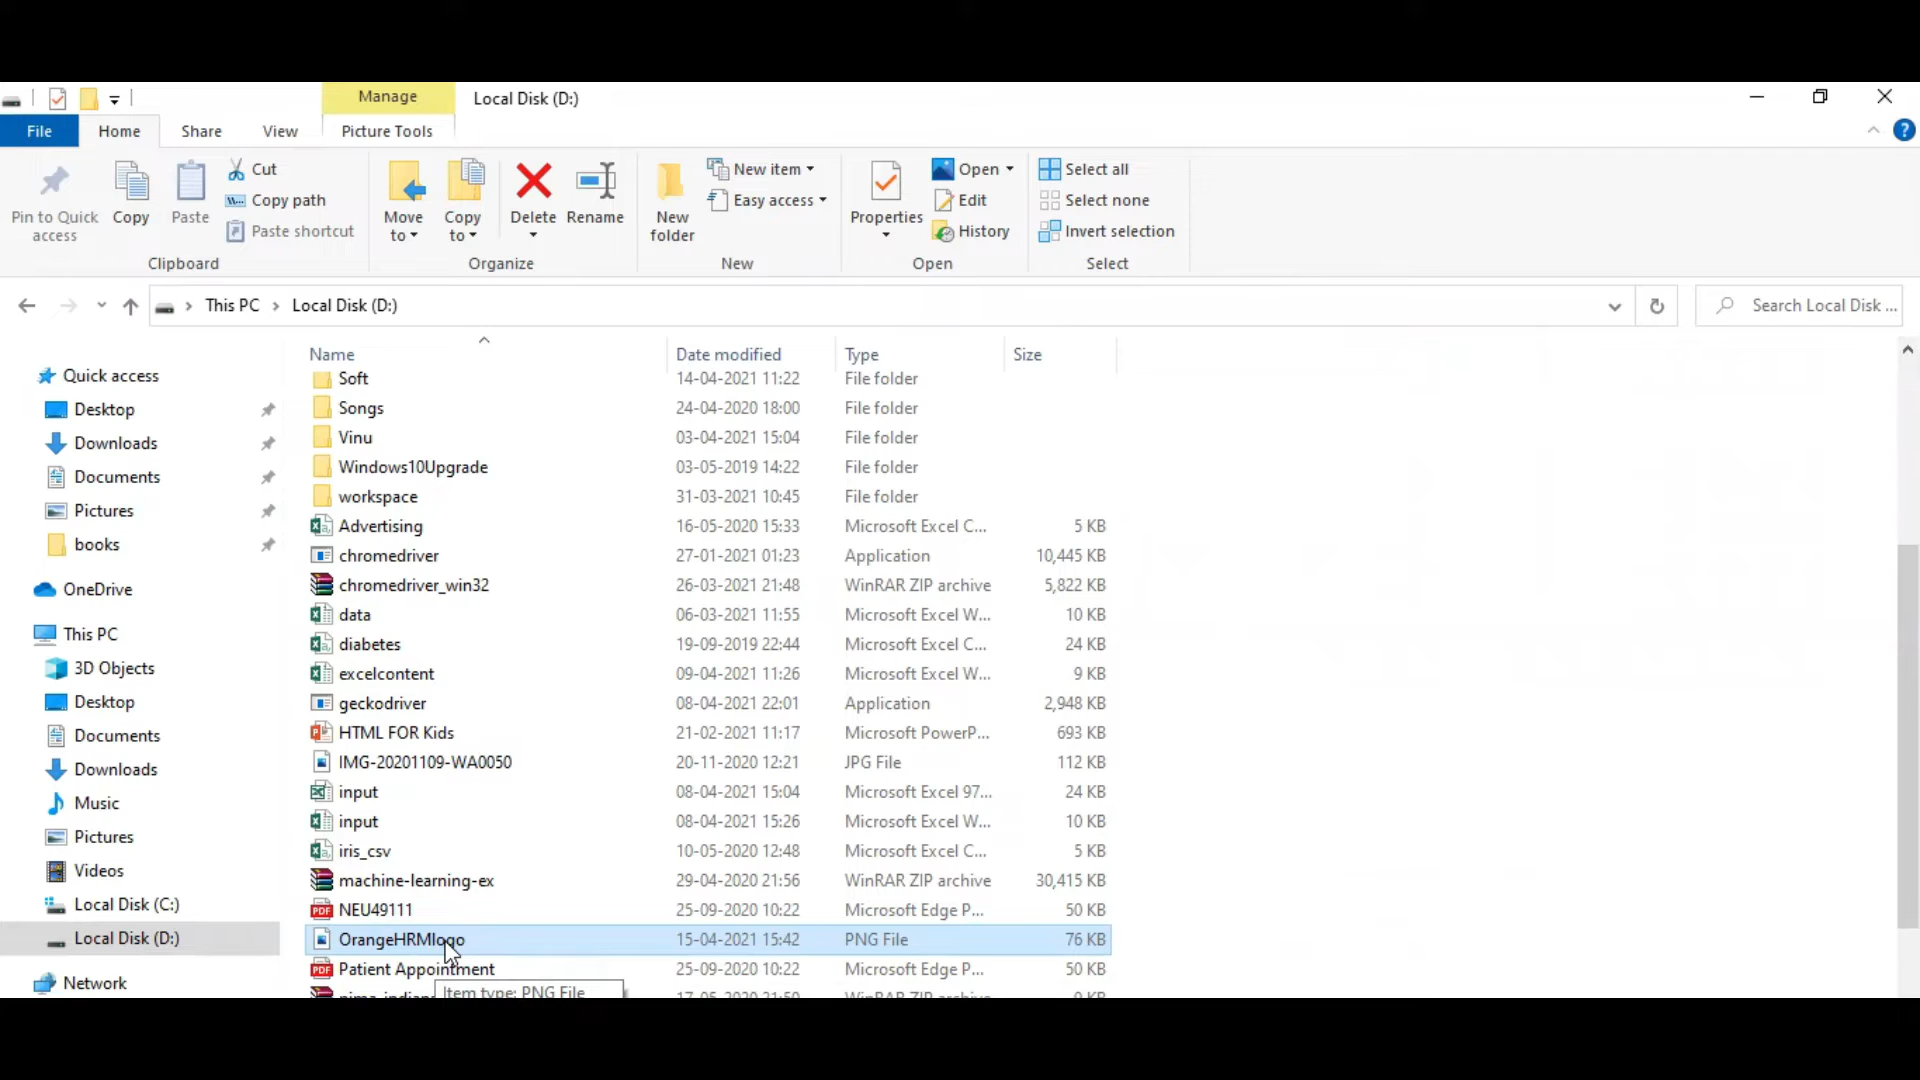 Manage Local Disk (D:)
File Home Share View Picture Tools
Pin to Quick access
Copy
Paste
Cut
Copy path
Paste shortcut
Clipboard
Move to
Copy to
Delete
Rename
Organize
New folder
New item
Easy access
New
Properties
Open
Edit
History
Open
Select all
Select none
Invert selection
Select
This PC Local Disk (D:)
Search Local Disk ...
Quick access
Desktop
Downloads
Documents
Pictures
books
OneDrive
This PC
3D Objects
Desktop
Documents
Downloads
Music
Pictures
Videos
Local Disk (C:)
Local Disk (D:)
Network
Name Date modified Type Size
Soft 14-04-2021 11:22 File folder
Songs 24-04-2020 18:00 File folder
Vinu 03-04-2021 15:04 File folder
Windows10Upgrade 03-05-2019 14:22 File folder
workspace 31-03-2021 10:45 File folder
Advertising 16-05-2020 15:33 Microsoft Excel C... 5 KB
chromedriver 27-01-2021 01:23 Application 10,445 KB
chromedriver_win32 26-03-2021 21:48 WinRAR ZIP archive 5,822 KB
data 06-03-2021 11:55 Microsoft Excel W... 10 KB
diabetes 19-09-2019 22:44 Microsoft Excel C... 24 KB
excelcontent 09-04-2021 11:26 Microsoft Excel W... 9 KB
geckodriver 08-04-2021 22:01 Application 2,948 KB
HTML FOR Kids 21-02-2021 11:17 Microsoft PowerP... 693 KB
IMG-20201109-WA0050 20-11-2020 12:21 JPG File 112 KB
input 08-04-2021 15:04 Microsoft Excel 97... 24 KB
input 08-04-2021 15:26 Microsoft Excel W... 10 KB
iris_csv 10-05-2020 12:48 Microsoft Excel C... 5 KB
machine-learning-ex 29-04-2020 21:56 WinRAR ZIP archive 30,415 KB
NEU49111 25-09-2020 10:22 Microsoft Edge P... 50 KB
OrangeHRMlogo 15-04-2021 15:42 PNG File 76 KB
Patient Appointment 25-09-2020 10:22 Microsoft Edge P... 50 KB
Item type: PNG File